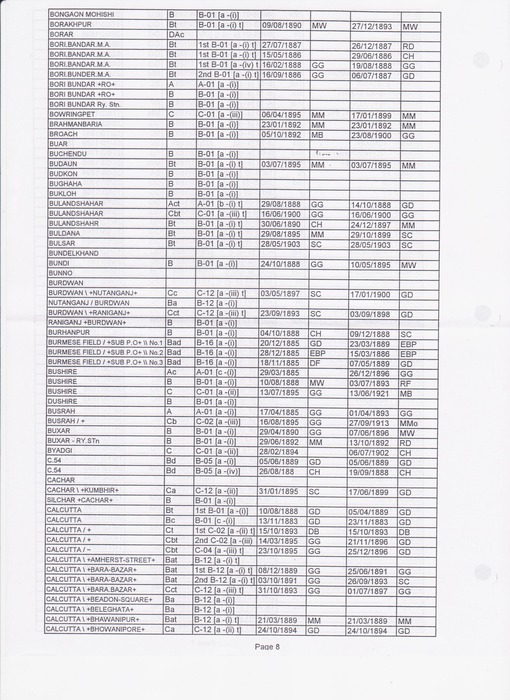 BONGAON MOHISHI B B-01 [a -(i)]
BORAKHPUR Bt B-01 [a -(i) t] 09/08/1890 MW 27/12/1893 MW
BORAR DAc
BORI.BANDAR.M.A. Bt 1st B-01 [a -(i) t] 27/07/1887 26/12/1887 RD
BORI.BANDAR.M.A. Bt 1st B-01 [a -(i) t] 15/05/1886 29/06/1886 CH
BORI.BANDAR.M.A. Bt 1st B-01 [a -(iv) t] 16/02/1888 GG 19/08/1888 GG
BORI.BUNDER.M.A. Bt 2nd B-01 [a -(i) t] 16/09/1886 GG 06/07/1887 GD
BORI BUNDAR +RO+ A A-01 [a -(i)]
BORI BUNDAR +RO+ B B-01 [a -(i)]
BORI BUNDAR Ry. Stn. B B-01 [a -(i)]
BOWRINGPET C C-01 [a -(iii)] 06/04/1895 MM 17/01/1899 MM
BRAHMANBARIA B B-01 [a -(i)] 23/01/1892 MM 23/01/1892 MM
BROACH B B-01 [a -(i)] 05/10/1892 MB 23/08/1900 GG
BUAR
BUCHENDU B B-01 [a -(i)]
BUDAUN Bt B-01 [a -(i) t] 03/07/1895 MM 03/07/1895 MM
BUDKON B B-01 [a -(i)]
BUGHAHA B B-01 [a -(i)]
BUKLOH B B-01 [a -(i)]
BULANDSHAHAR Act A-01 [b -(i) t] 29/08/1888 GG 14/10/1888 GD
BULANDSHAHAR Cbt C-01 [a -(iii) t] 16/06/1900 GG 16/06/1900 GG
BULANDSHAHR Bt B-01 [a -(i) t] 30/06/1890 CH 24/12/1897 MM
BULDANA Bt B-01 [a -(i) t] 29/08/1895 MM 29/10/1899 SC
BULSAR Bt B-01 [a -(i) t] 28/05/1903 SC 28/05/1903 SC
BUNDELKHAND
BUNDI B B-01 [a -(i)] 24/10/1888 GG 10/05/1895 MW
BUNNO
BURDWAN
BURDWAN \ +NUTANGANJ+ Cc C-12 [a -(iii) t] 03/05/1897 SC 17/01/1900 GD
NUTANGANJ / BURDWAN Ba B-12 [a -(i)]
BURDWAN \ +RANIGANJ+ Cct C-12 [a -(iii) t] 23/09/1893 SC 03/09/1898 GD
RANIGANJ +BURDWAN+ B B-01 [a -(i)]
BURHANPUR B B-01 [a -(i)] 04/10/1888 CH 09/12/1888 SC
BURMESE FIELD / +SUB P.O+ \\ No.1 Bad B-16 [a -(i)] 20/12/1885 GD 23/03/1889 EBP
BURMESE FIELD / +SUB P.O+ \\ No.2 Bad B-16 [a -(i)] 28/12/1885 EBP 15/03/1886 EBP
BURMESE FIELD / +SUB P.O+ \\ No.3 Bad B-16 [a -(i)] 18/11/1885 DF 07/05/1889 GD
BUSHIRE Ac A-01 [c -(i)] 29/03/1885 26/12/1896 GG
BUSHIRE B B-01 [a -(i)] 10/08/1888 MW 03/07/1893 RF
BUSHIRE C C-01 [a -(ii)] 13/07/1895 GG 13/06/1921 MB
DUSHIRE B B-01 [a -(i)]
BUSRAH A A-01 [a -(i)] 17/04/1885 GG 01/04/1893 GG
BUSRAH / + Cb C-02 [a -(iii)] 16/08/1895 GG 27/09/1913 MMo
BUXAR B B-01 [a -(i)] 29/04/1890 GG 07/06/1896 MW
BUXAR - RY.STn B B-01 [a -(i)] 29/06/1892 MM 13/10/1892 RD
BYADGI C C-01 [a -(ii)] 28/02/1894 06/07/1902 CH
C.54 Bd B-05 [a -(i)] 05/06/1889 GD 05/06/1889 GD
C.54 Bd B-05 [a -(iv)] 26/08/188 CH 19/09/1888 CH
CACHAR
CACHAR \ +KUMBHIR+ Ca C-12 [a -(ii)] 31/01/1895 SC 17/06/1899 GD
SILCHAR +CACHAR+ B B-01 [a -(i)]
CALCUTTA Bt 1st B-01 [a -(i)] 10/08/1888 GD 05/04/1889 GD
CALCUTTA Bc B-01 [c -(i)] 13/11/1883 GD 23/11/1883 GD
CALCUTTA / + Ct 1st C-02 [a -(ii) t] 15/10/1893 DB 15/10/1893 DB
CALCUTTA / + Cbt 2nd C-02 [a -(iii) 14/03/1895 GG 21/11/1896 GD
CALCUTTA / - Cbt C-04 [a -(iii) t] 23/10/1895 GG 25/12/1896 GD
CALCUTTA \ +AMHERST-STREET+ Bat B-12 [a -(i) t]
CALCUTTA \ +BARA-BAZAR+ Bat 1st B-12 [a -(i) t] 08/12/1889 GG 25/06/1891 GG
CALCUTTA \ +BARA-BAZAR+ Bat 2nd B-12 [a -(i) t] 03/10/1891 GG 26/09/1893 SC
CALCUTTA \ +BARA.BAZAR+ Cct C-12 [a -(iii) t] 31/10/1893 GG 01/07/1897 GG
CALCUTTA \ +BEADON-SQUARE+ Ba B-12 [a -(i)]
CALCUTTA \ +BELEGHATA+ Ba B-12 [a -(i)]
CALCUTTA \ +BHAWANIPUR+ Bat B-12 [a -(i) t] 21/03/1889 MM 21/03/1889 MM
CALCUTTA \ +BHOWANIPORE+ Ca C-12 [a -(ii) t] 24/10/1894 GD 24/10/1894 GD
Page 8